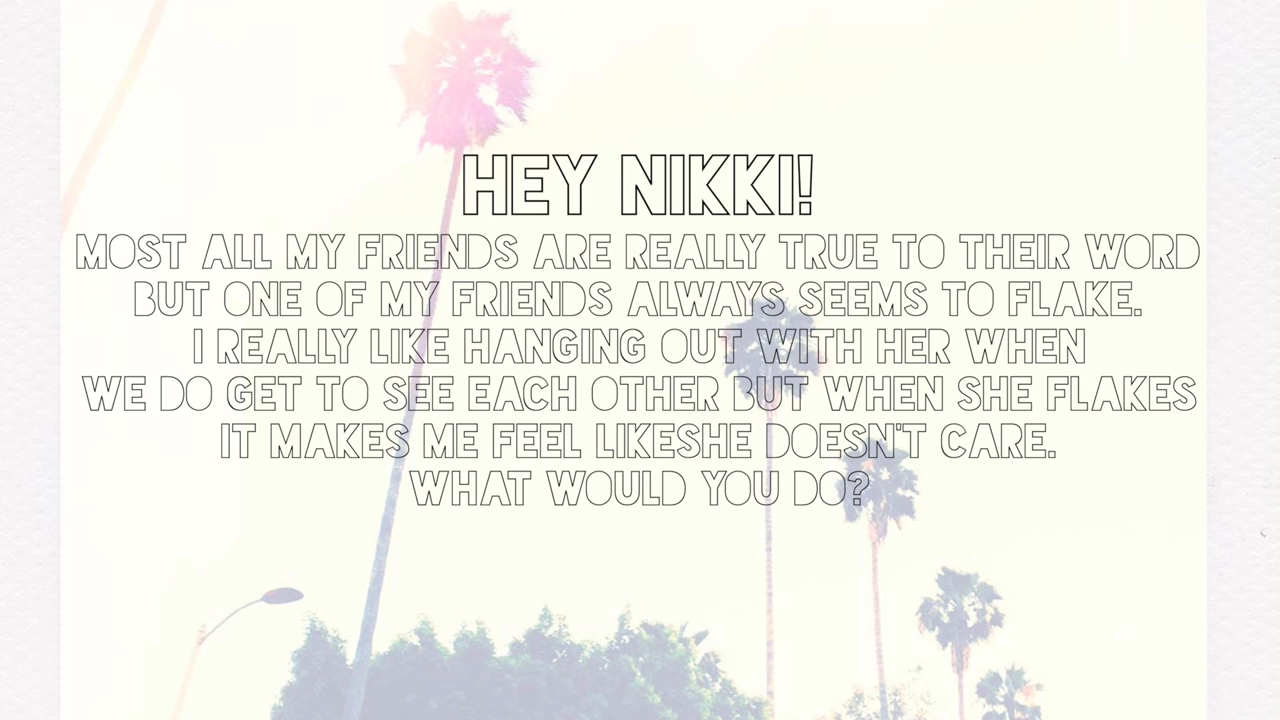 HEY NIKKI!
MOST ALL MY FRIENDS ARE REALLY TRUE TO THEIR WORD
BUT ONE OF MY FRIENDS ALWAYS SEEMS TO FLAKE.
I REALLY LIKE HANGING OUT WITH HER WHEN
WE DO GET TO SEE EACH OTHER BUT WHEN SHE FLAKES
IT MAKES ME FEEL LIKESHE DOESN'T CARE.
WHAT WOULD YOU DO?